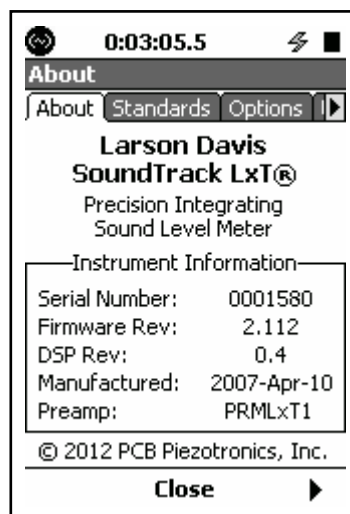 0:03:05.5
About
About Standards Options
Larson Davis
SoundTrack LxT®
Precision Integrating
Sound Level Meter
Instrument Information
Serial Number: 0001580
Firmware Rev: 2.112
DSP Rev: 0.4
Manufactured: 2007-Apr-10
Preamp: PRMLxT1
© 2012 PCB Piezotronics, Inc.
Close